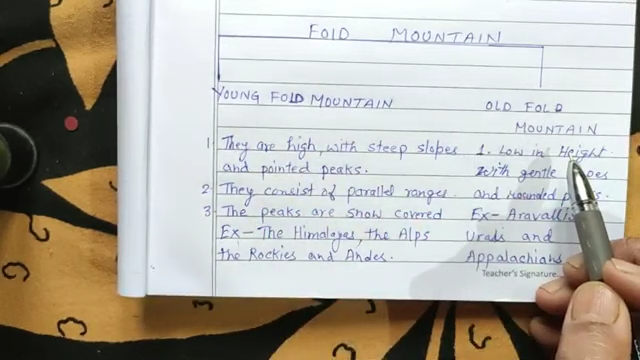 FOLD MOUNTAIN
YOUNG FOLD MOUNTAIN
1. They are high, with steep slopes
and pointed peaks.
2. They consist of parallel ranges.
3. The peaks are snow covered
Ex- The Himalayas, the Alps
the Rockies and Andes.
OLD FOLD
MOUNTAIN
1. Low in Height.
with gentle
and rounded
Ex- Aravallis
Urals and
Appalachians
Teacher's Signature